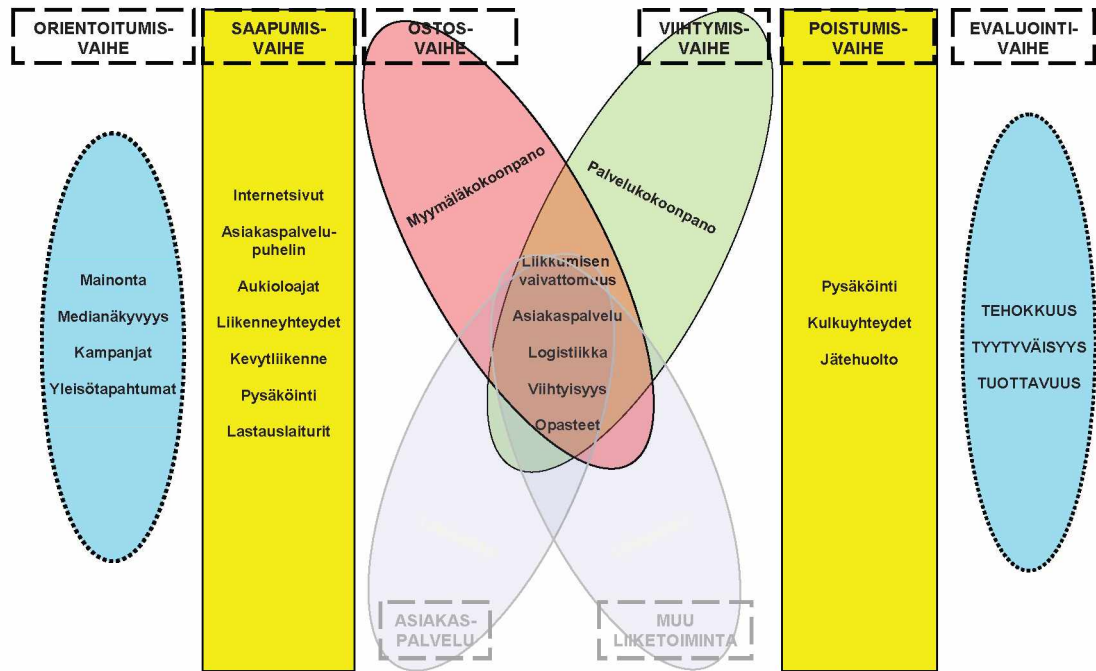 ORIENTOITUMIS-
VAIHE
SAAPUMIS-
VAIHE
OSTOS-
VAIHE
VIIHTYMIS-
VAIHE
POISTUMIS-
VAIHE
EVALUOINTI-
VAIHE
Mainonta
Medianäkyvyys
Kampanjat
Yleisötapahtumat
Internetsivut
Asiakaspalvelu-
puhelin
Aukioloajat
Liikenneyhteydet
Kevytliikenne
Pysäköinti
Lastauslaiturit
Myymäläkokoonpano
Palvelukokoonpano
Liikkumisen
vaivattomuus
Asiakaspalvelu
Logistiikka
Viihtyisyys
Opasteet
Pysäköinti
Kulkuyhteydet
Jätehuolto
TEHOKKUUS
TYYTYVÄISYYS
TUOTTAVUUS
ASIAKAS-
PALVELU
MUU
LIIKETOIMINTA